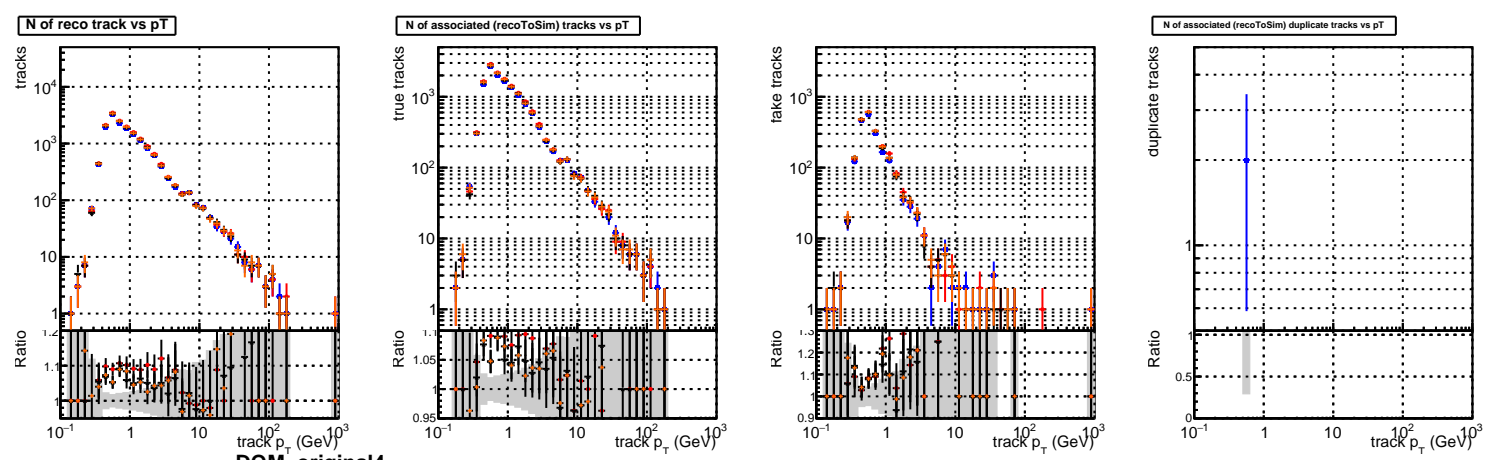 N of reco track vs pT
N of associated (recoToSim) tracks vs pT
N of associated (recoToSim) duplicate tracks vs pT
tracks
10^4
10^3
10^2
10
1
Ratio
1.2
1.1
1
10^-1 1 10 10^2 10^3
track p_T (GeV)
true tracks
10^3
10^2
10
1
Ratio
1.1
1.05
1
0.95
10^-1 1 10 10^2 10^3
track p_T (GeV)
fake tracks
10^3
10^2
10
1
Ratio
1.3
1.2
1.1
1
0.9
10^-1 1 10 10^2 10^3
track p_T (GeV)
duplicate tracks
1
Ratio
1
0.5
0
10^-1 1 10 10^2 10^3
track p_T (GeV)